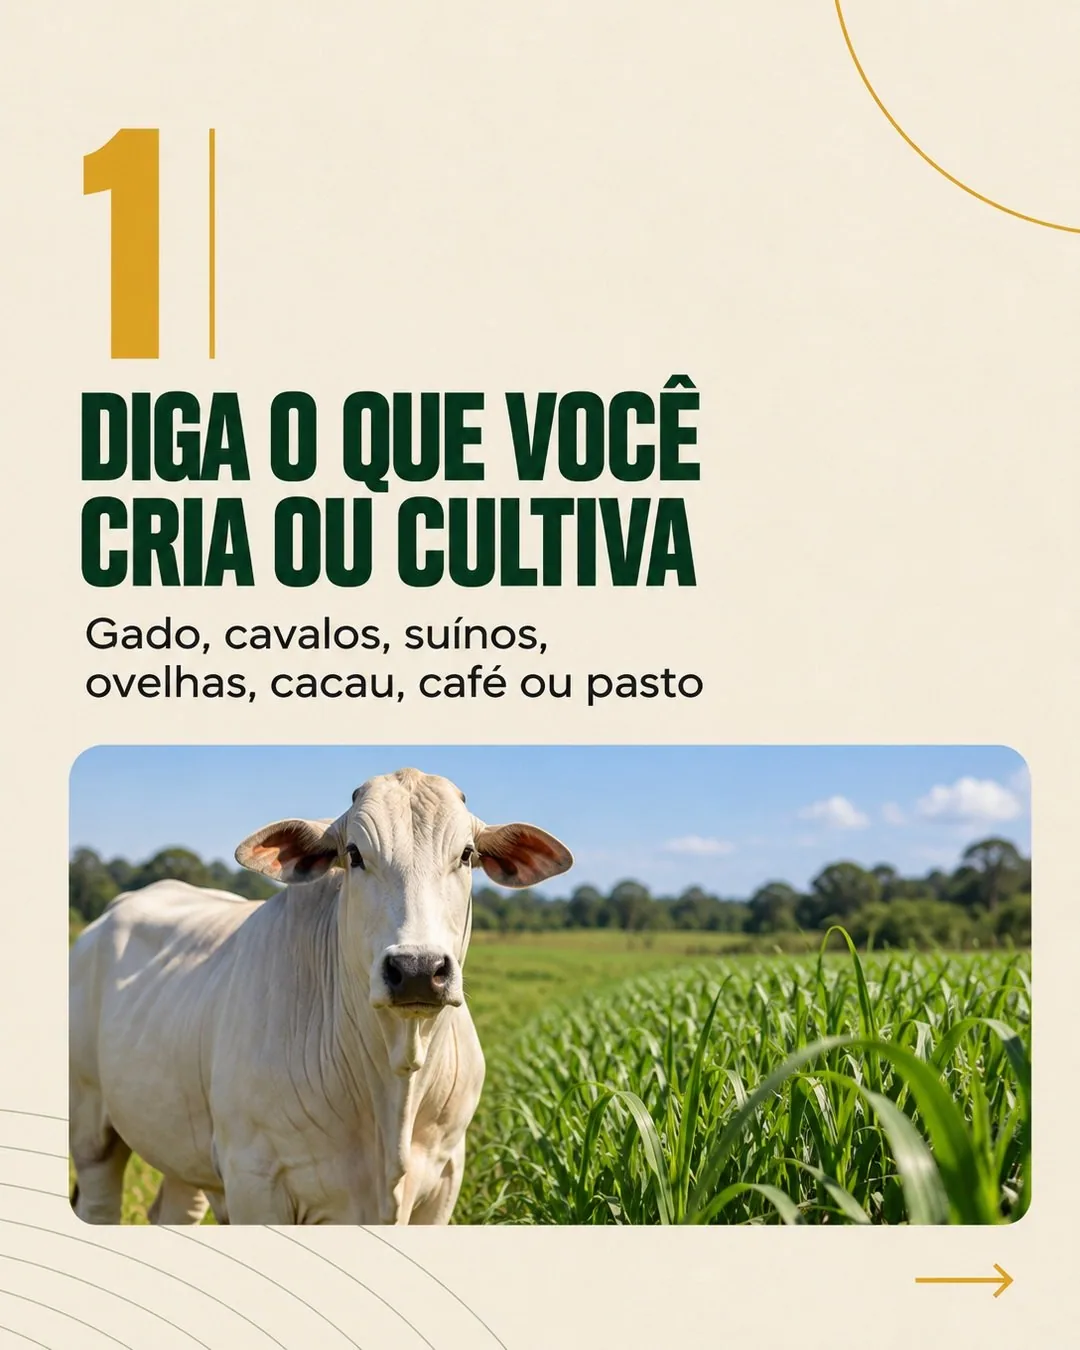 1
DIGA O QUE VOCÊ
CRIA OU CULTIVA
Gado, cavalos, suínos,
ovelhas, cacau, café ou pasto